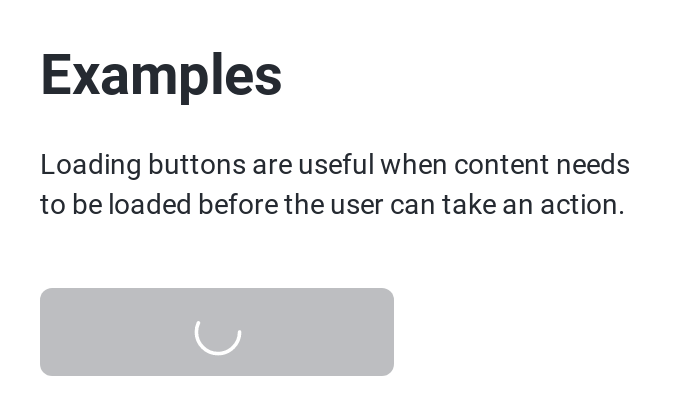 Examples
Loading buttons are useful when content needs
to be loaded before the user can take an action.